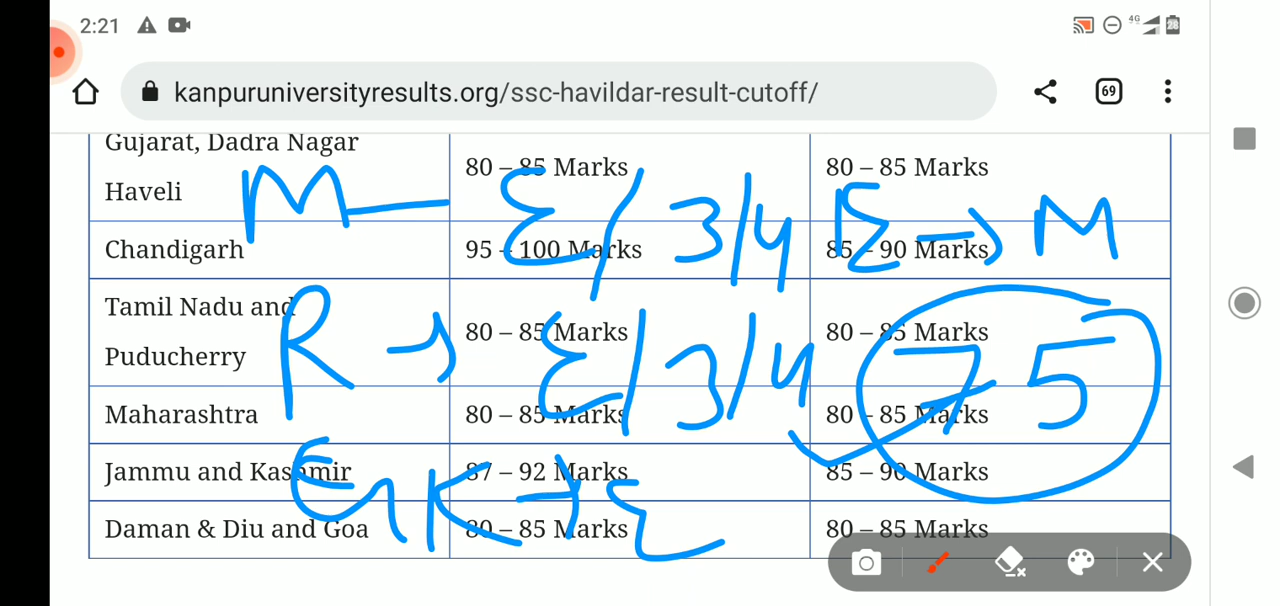 2:21 4G 28
kanpuruniversityresults.org/ssc-havildar-result-cutoff/ 69
Gujarat, Dadra Nagar
Haveli
80 – 85 Marks 80 – 85 Marks
Chandigarh 95 – 100 Marks 85 – 90 Marks
Tamil Nadu and
Puducherry
80 – 85 Marks 80 – 85 Marks
Maharashtra 80 – 85 Marks 80 – 85 Marks
Jammu and Kashmir 87 – 92 Marks 85 – 90 Marks
Daman & Diu and Goa 80 – 85 Marks 80 – 85 Marks
M — E/3/4 E → M
R → E/3/4 75